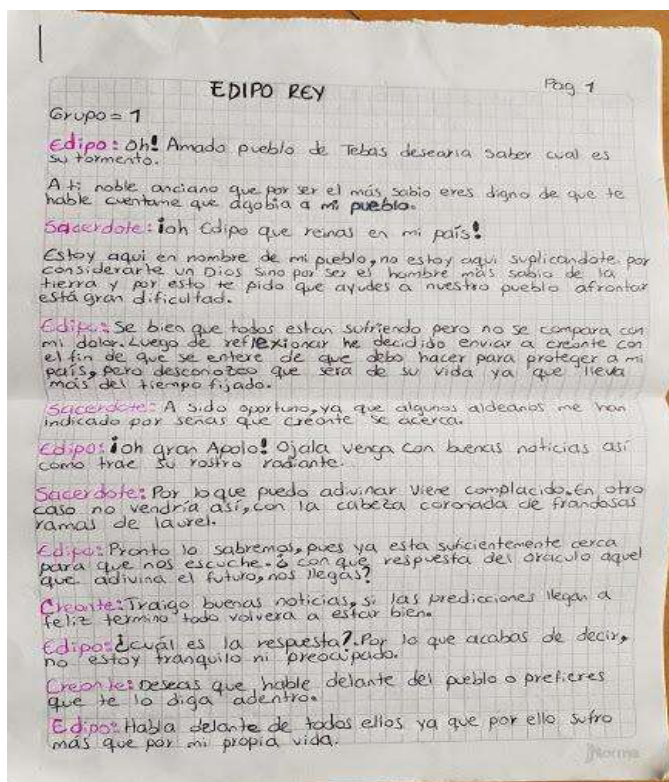 EDIPO REY
Pag 1
Grupo = 1
Edipo: Oh! Amado pueblo de Tebas desearia saber cual es
su tormento.
A ti noble anciano que por ser el más sabio eres digno de que te
hable cuentame que agobia a mi pueblo.
Sacerdote: ¡oh Edipo que reinas en mi país!
Estoy aqui en nombre de mi pueblo, no estoy aqui suplicandote por
considerarte un Dios sino por ser el hombre más sabio de la
tierra y por esto te pido que ayudes a nuestro pueblo afrontar
está gran dificultad.
Edipo: Se bien que todos estan sufriendo pero no se compara con
mi dolor. Luego de reflexionar he decidido enviar a creonte con
el fin de que se entere de que debo hacer para proteger a mi
país, pero desconozco que sera de su vida ya que lleva
más del tiempo fijado.
Sacerdote: A sido oportuno, ya que algunos aldeanos me han
indicado por señas que creonte se acerca.
Edipo: ¡oh gran Apolo! Ojala venga con buenas noticias así
como trae su rostro radiante.
Sacerdote: Por lo que puedo adivinar viene complacido. En otro
caso no vendría así, con la cabeza coronada de frandosas
ramas de laurel.
Edipo: Pronto lo sabremos, pues ya esta suficientemente cerca
para que nos escuche. ¿con que respuesta del oráculo aquel
que adivina el futuro, nos llegas?
Creonte: Traigo buenas noticias, si las predicciones llegan a
feliz termino todo volvera a estar bien.
Edipo: ¿cuál es la respuesta?. Por lo que acabas de decir,
no estoy tranquilo ni preocupado.
Creonte: Deseas que hable delante del pueblo o prefieres
que te lo diga adentro.
Edipo: Habla delante de todos ellos ya que por ello sufro
más que por mi propia vida.
Norma